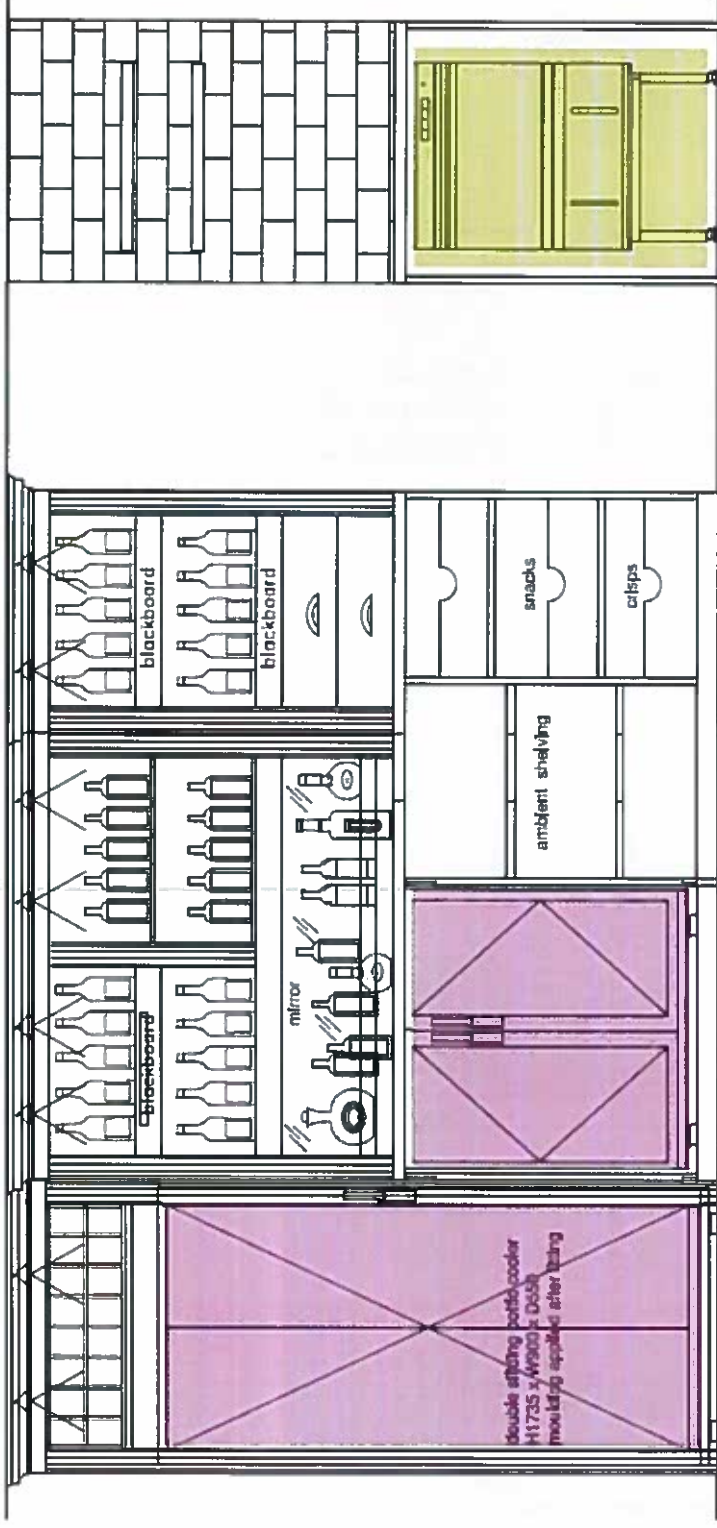 blackboard
blackboard
blackboard
mirror
double sliding bottle cooler
H1735 x W900 x D550
moulding applied after fitting
ambient shelving
snacks
crisps